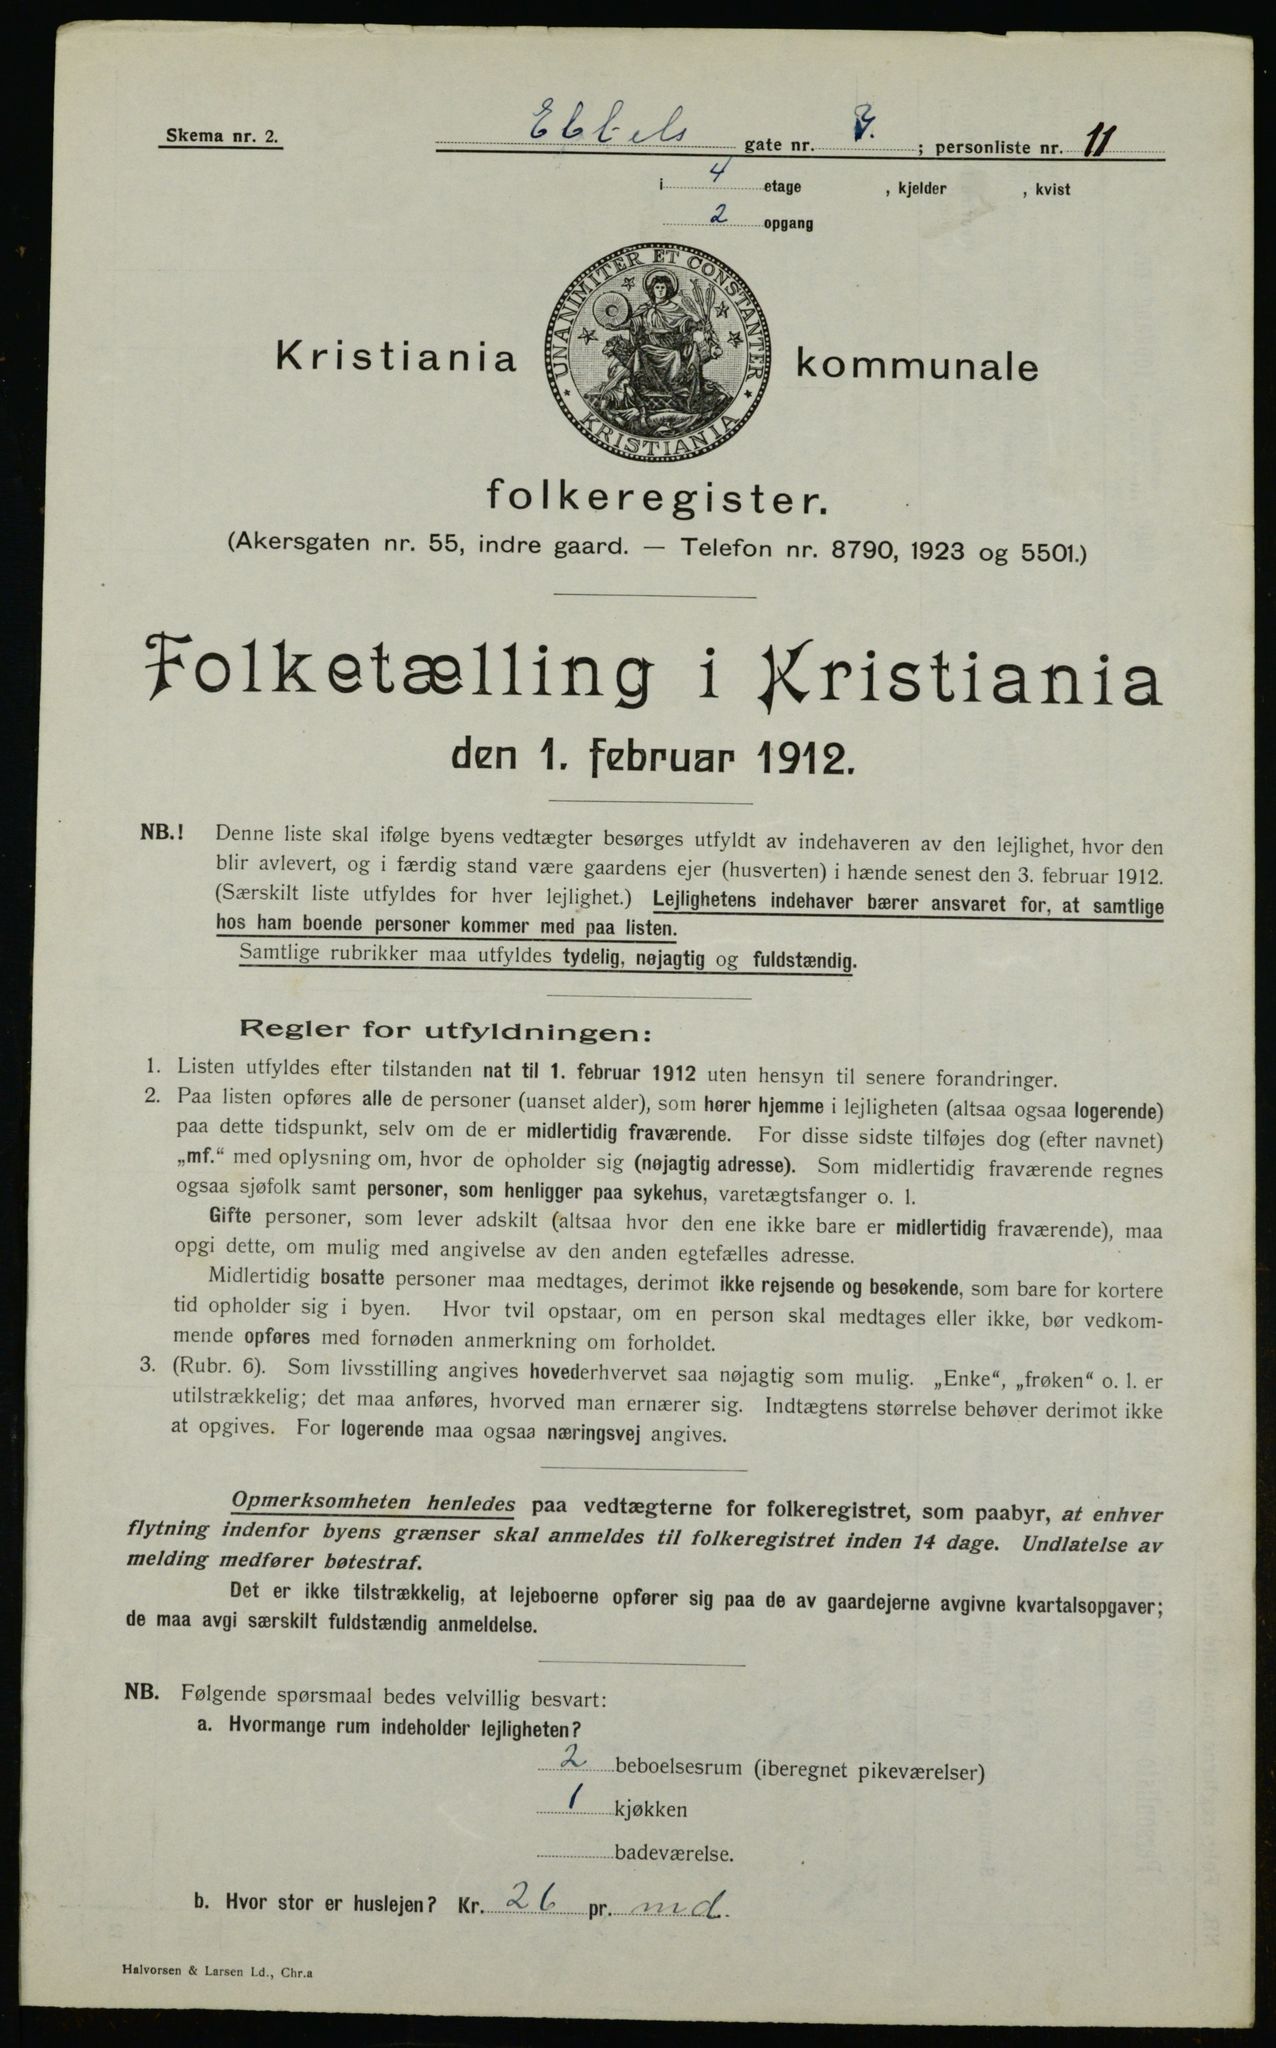 Skema nr. 2.
Ebbels gate nr. 7. ; personliste nr. 11
i 4 etage , kjelder , kvist
2 opgang
UNANIMITER ET CONSTANTER
KRISTIANIA
Kristiania kommunale
folkeregister.
(Akersgaten nr. 55, indre gaard. — Telefon nr. 8790, 1923 og 5501.)
Folketælling i Kristiania
den 1. februar 1912.
NB.! Denne liste skal ifølge byens vedtægter besørges utfyldt av indehaveren av den lejlighet, hvor den
blir avlevert, og i færdig stand være gaardens ejer (husverten) i hænde senest den 3. februar 1912.
(Særskilt liste utfyldes for hver lejlighet.) Lejlighetens indehaver bærer ansvaret for, at samtlige
hos ham boende personer kommer med paa listen.
Samtlige rubrikker maa utfyldes tydelig, nøjagtig og fuldstændig.
Regler for utfyldningen:
1. Listen utfyldes efter tilstanden nat til 1. februar 1912 uten hensyn til senere forandringer.
2. Paa listen opføres alle de personer (uanset alder), som hører hjemme i lejligheten (altsaa ogsaa logerende)
paa dette tidspunkt, selv om de er midlertidig fraværende. For disse sidste tilføjes dog (efter navnet)
„mf.“ med oplysning om, hvor de opholder sig (nøjagtig adresse). Som midlertidig fraværende regnes
ogsaa sjøfolk samt personer, som henligger paa sykehus, varetægtsfanger o. l.
Gifte personer, som lever adskilt (altsaa hvor den ene ikke bare er midlertidig fraværende), maa
opgi dette, om mulig med angivelse av den anden egtefælles adresse.
Midlertidig bosatte personer maa medtages, derimot ikke rejsende og besøkende, som bare for kortere
tid opholder sig i byen. Hvor tvil opstaar, om en person skal medtages eller ikke, bør vedkom-
mende opføres med fornøden anmerkning om forholdet.
3. (Rubr. 6). Som livsstilling angives hovederhvervet saa nøjagtig som mulig. „Enke“, „frøken“ o. l. er
utilstrækkelig; det maa anføres, hvorved man ernærer sig. Indtægtens størrelse behøver derimot ikke
at opgives. For logerende maa ogsaa næringsvej angives.
Opmerksomheten henledes paa vedtægterne for folkeregistret, som paabyr, at enhver
flytning indenfor byens grænser skal anmeldes til folkeregistret inden 14 dage. Undlatelse av
melding medfører bøtestraf.
Det er ikke tilstrækkelig, at lejeboerne opfører sig paa de av gaardejerne avgivne kvartalsopgaver;
de maa avgi særskilt fuldstændig anmeldelse.
NB. Følgende spørsmaal bedes velvillig besvart:
a. Hvormange rum indeholder lejligheten?
2 beboelsesrum (iberegnet pikeværelser)
1 kjøkken
badeværelse.
b. Hvor stor er huslejen? Kr. 26 pr. md.
Halvorsen & Larsen Ld., Chr.a